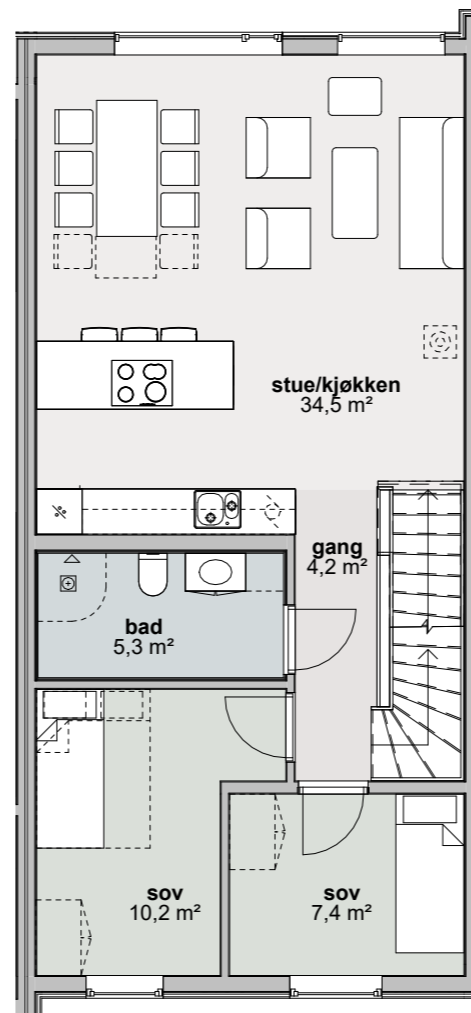 stue/kjøkken
34,5 m²
gang
4,2 m²
bad
5,3 m²
sov
10,2 m²
sov
7,4 m²